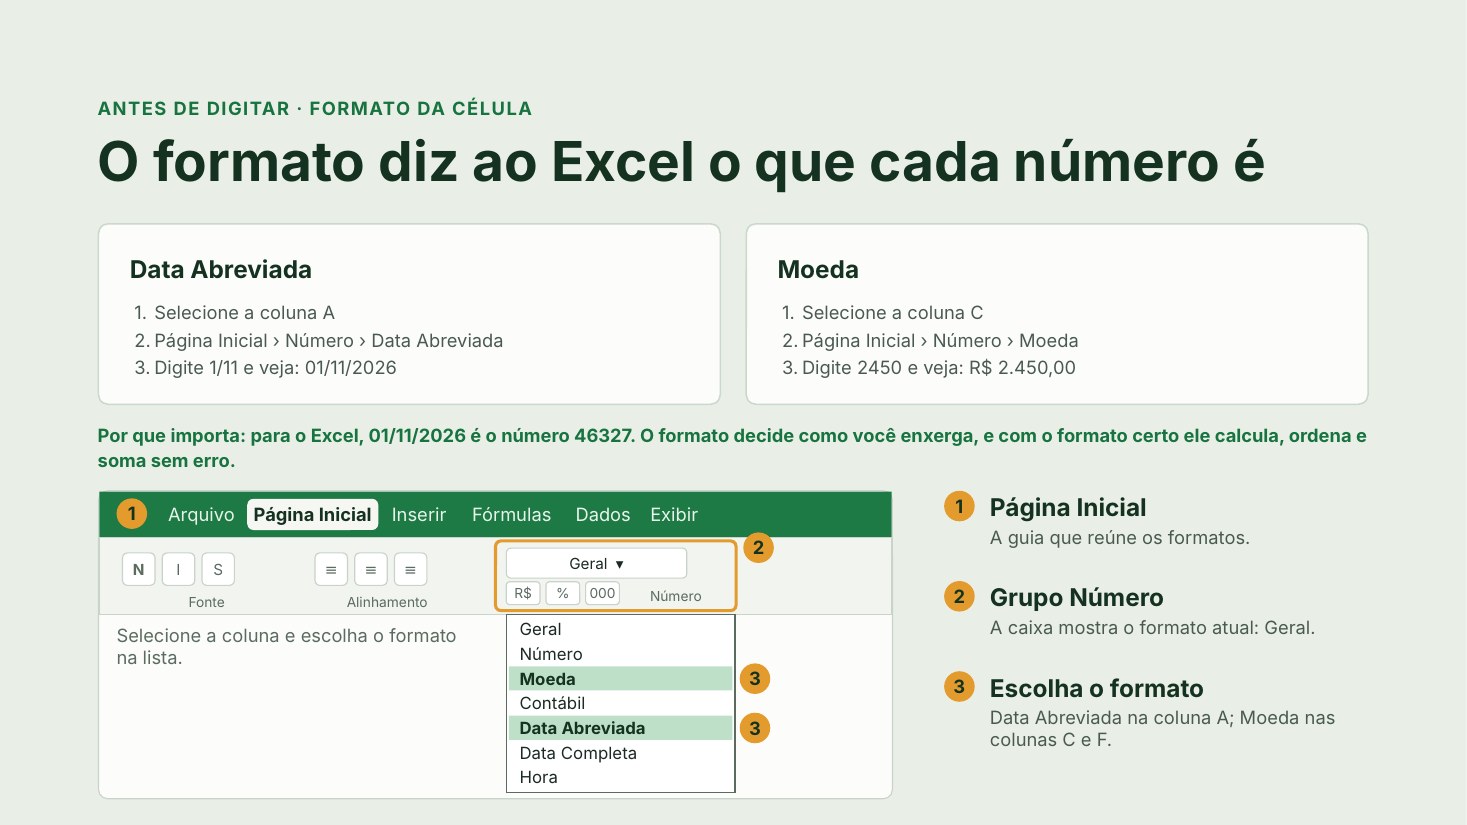 ANTES DE DIGITAR · FORMATO DA CÉLULA
O formato diz ao Excel o que cada número é
Data Abreviada
1. Selecione a coluna A
2. Página Inicial › Número › Data Abreviada
3. Digite 1/11 e veja: 01/11/2026
Moeda
1. Selecione a coluna C
2. Página Inicial › Número › Moeda
3. Digite 2450 e veja: R$ 2.450,00
Por que importa: para o Excel, 01/11/2026 é o número 46327. O formato decide como você enxerga, e com o formato certo ele calcula, ordena e
soma sem erro.
1 Arquivo Página Inicial Inserir Fórmulas Dados Exibir
N I S
Fonte
≡ ≡ ≡
Alinhamento
Geral ▾
R$ % 000 Número
2
Selecione a coluna e escolha o formato
na lista.
Geral
Número
Moeda 3
Contábil
Data Abreviada 3
Data Completa
Hora
1 Página Inicial
A guia que reúne os formatos.
2 Grupo Número
A caixa mostra o formato atual: Geral.
3 Escolha o formato
Data Abreviada na coluna A; Moeda nas
colunas C e F.